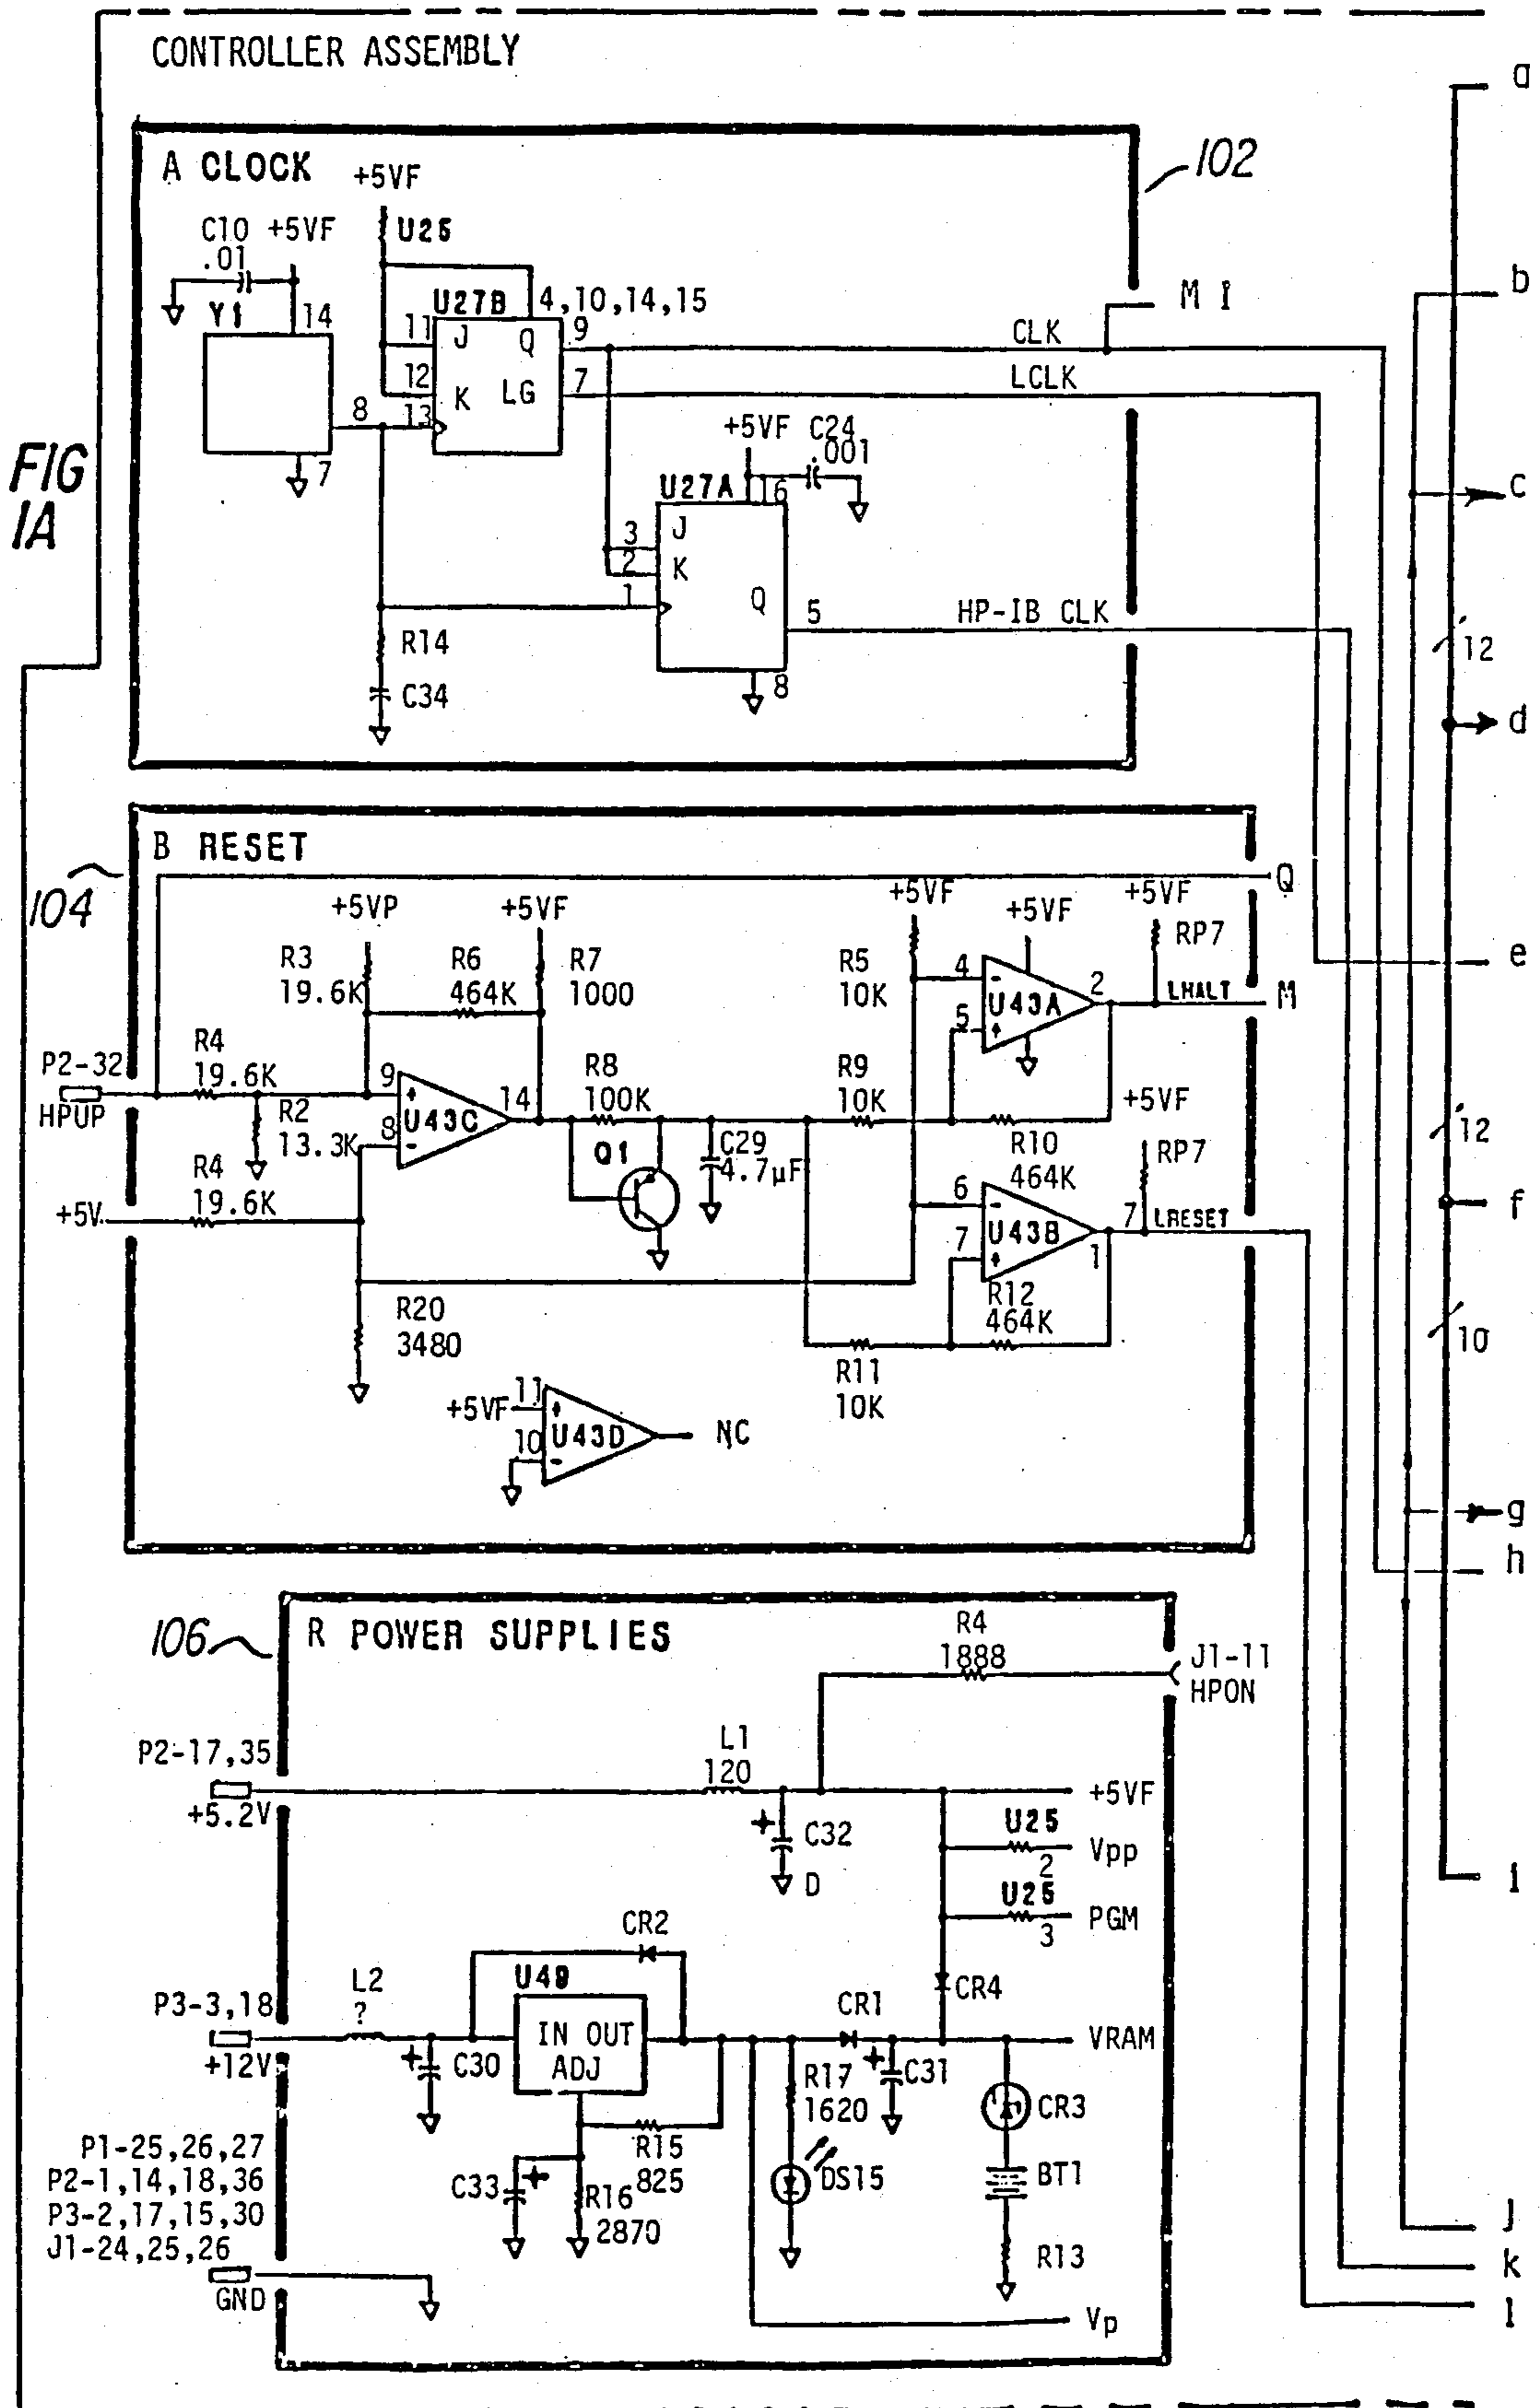 CONTROLLER ASSEMBLY
FIG
1A
a
b
c
12
d
e
12
f
10
g
h
i
j
k
l
102
A CLOCK
+5VF
U25
C10 +5VF
.01
Y1
14
8
7
U27B
4,10,14,15
11
J
Q
9
12
K
LG
7
13
CLK
M I
LCLK
+5VF C24
.001
U27A
16
3
J
2
K
1
Q
5
HP-IB CLK
8
R14
C34
104
B RESET
Q
+5VP
+5VF
+5VF
+5VF
+5VF
R3
19.6K
R6
464K
R7
1000
R5
10K
RP7
4
-
2
U43A
LHALT
M
5
+
P2-32
HPUP
R4
19.6K
R2
13.3K
9
+
U43C
14
8
-
R8
100K
R9
10K
+5VF
R10
464K
Q1
C29
4.7µF
RP7
R4
19.6K
+5V
6
-
U43B
7
LRESET
7
+
1
R12
464K
R20
3480
R11
10K
+5VF
11
+
U43D
10
-
NC
106
R POWER SUPPLIES
R4
1888
J1-11
HPON
P2-17,35
+5.2V
L1
120
+5VF
+
C32
D
U25
2
Vpp
U25
3
PGM
CR2
U49
CR4
P3-3,18
+12V
L2
?
IN OUT
ADJ
CR1
VRAM
+
C30
R17
1620
+
C31
CR3
P1-25,26,27
P2-1,14,18,36
P3-2,17,15,30
J1-24,25,26
GND
R15
825
C33
+
R16
2870
DS15
BT1
R13
Vp